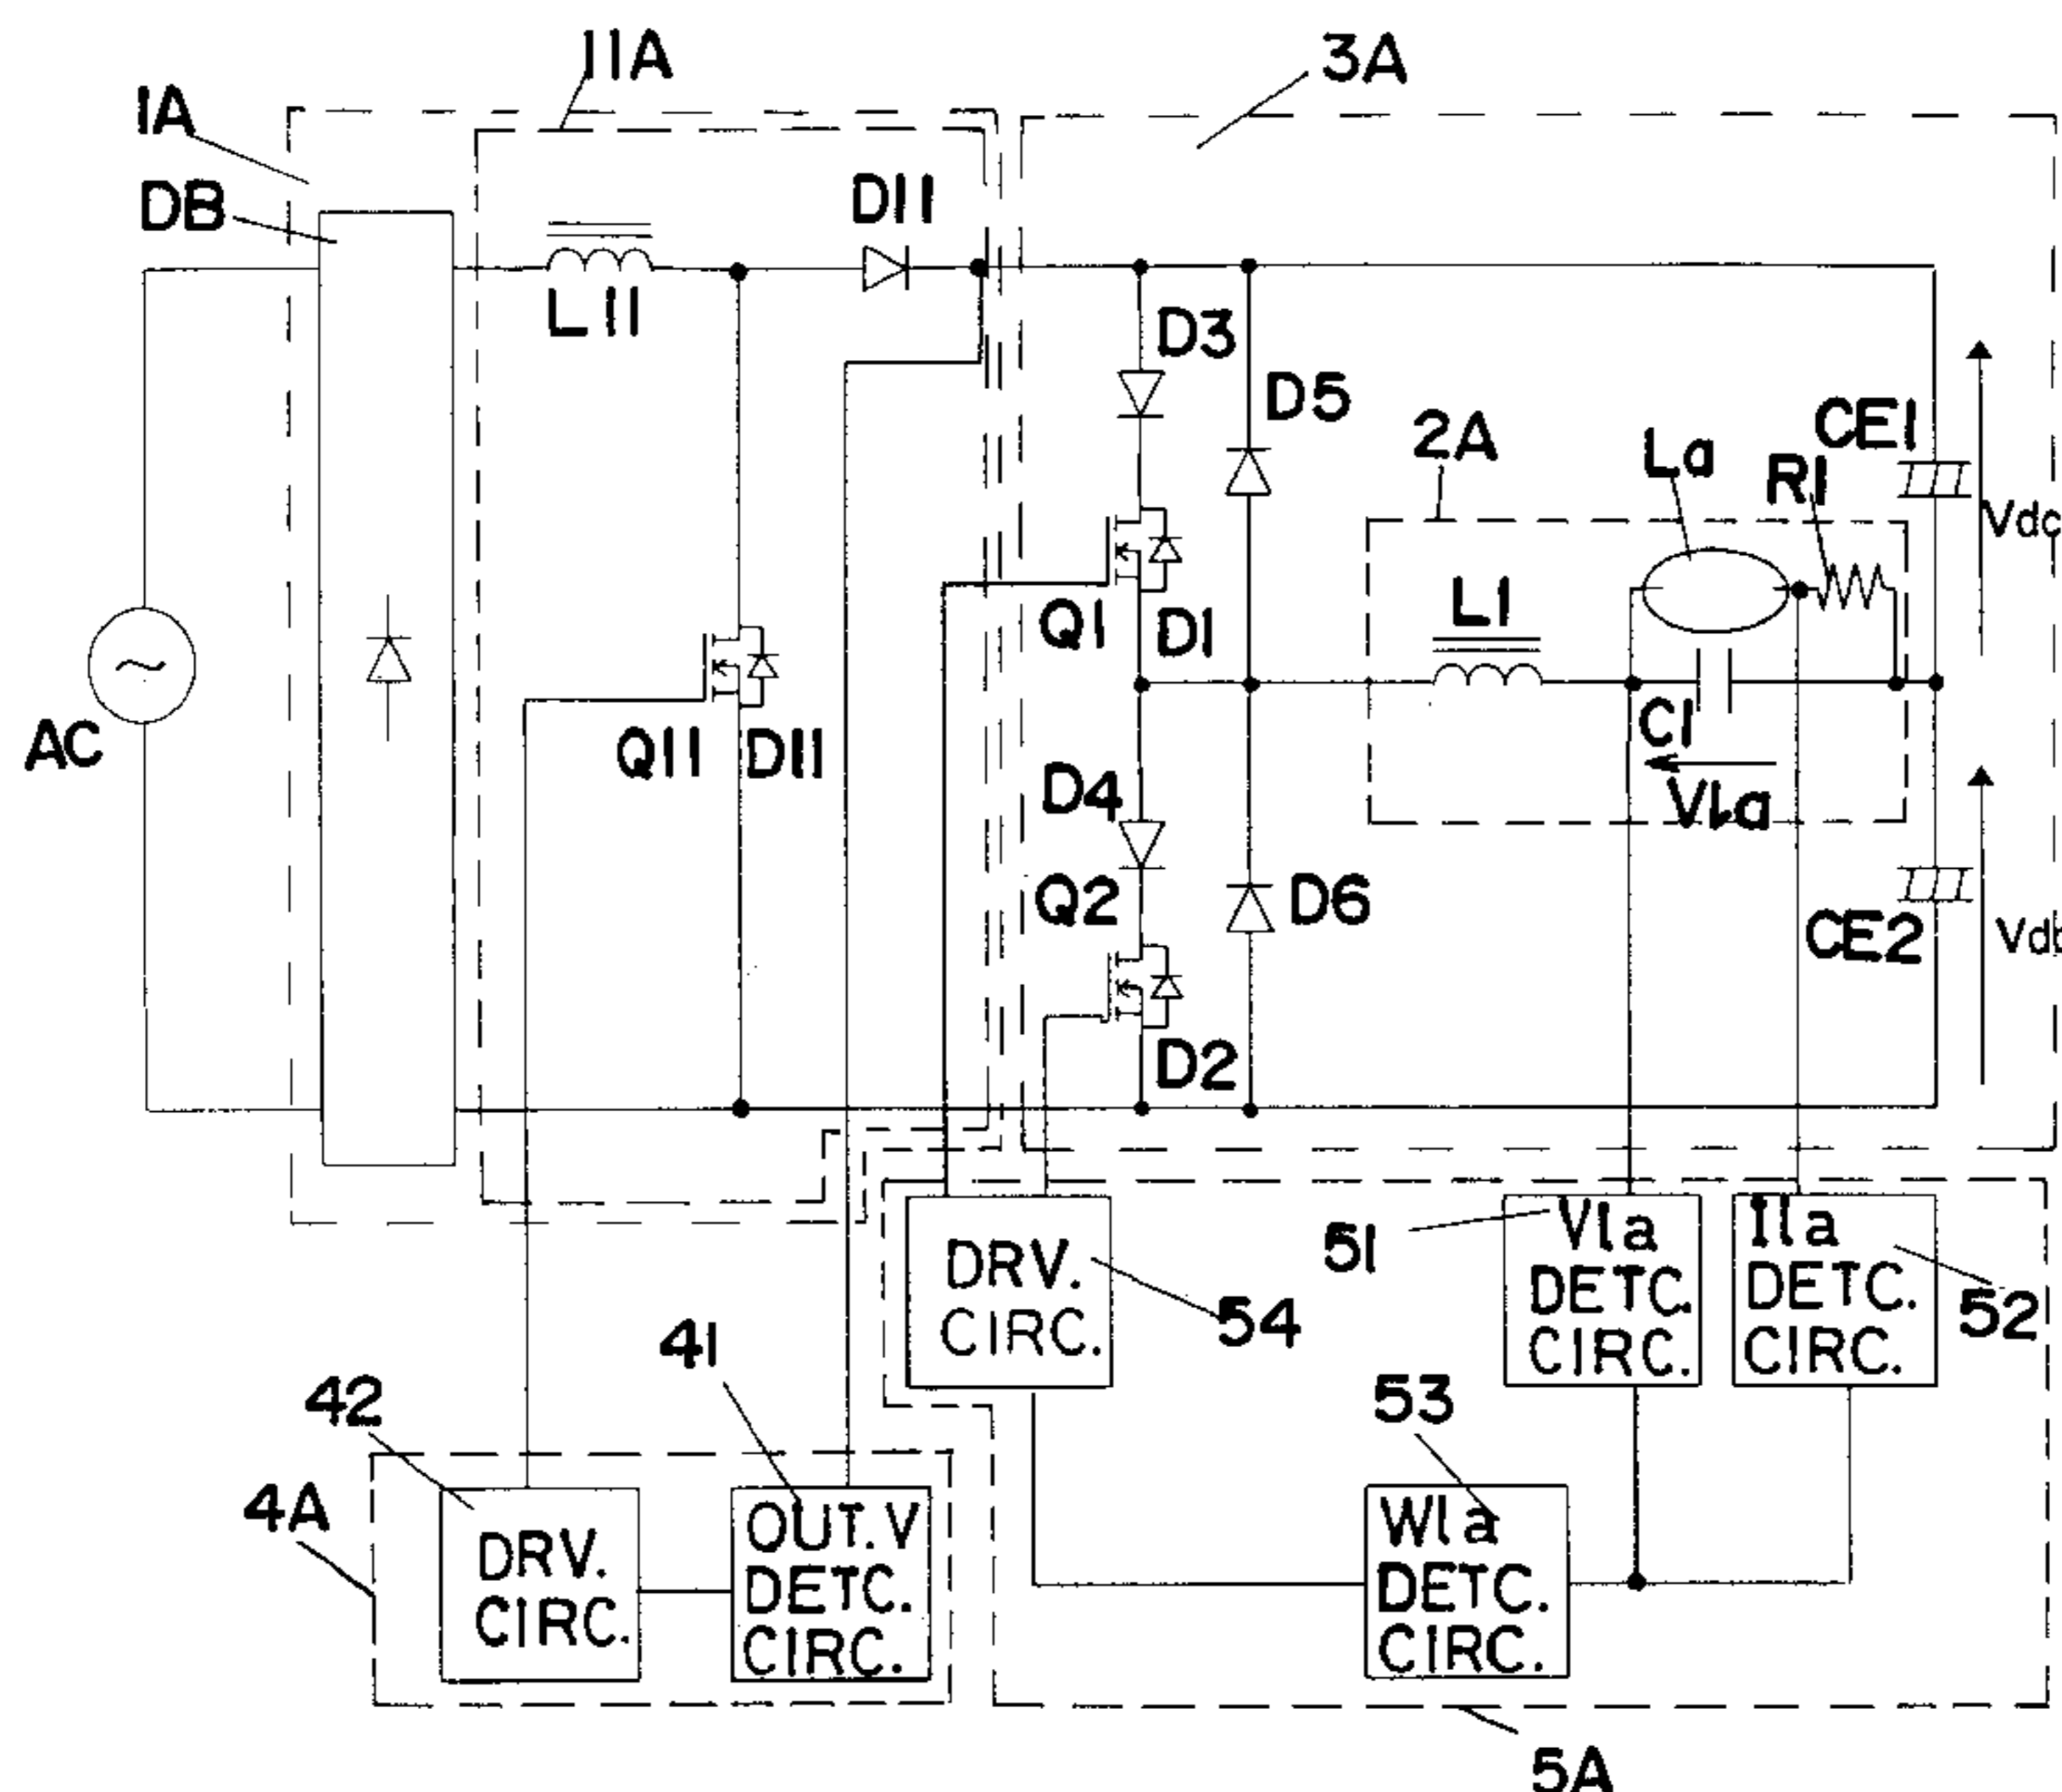 11A
3A
1A
DB
D11
L11
D3
D5
2A
La
R1
CE1
Vdc
Q1
D1
L1
AC
Q11
D11
C1
Vla
D4
Q2
D6
CE2
D2
51
Vla
DETC.
CIRC.
Ila
DETC.
CIRC.
52
DRV.
CIRC.
54
41
42
53
4A
DRV.
CIRC.
OUT.V
DETC.
CIRC.
Wla
DETC.
CIRC.
5A